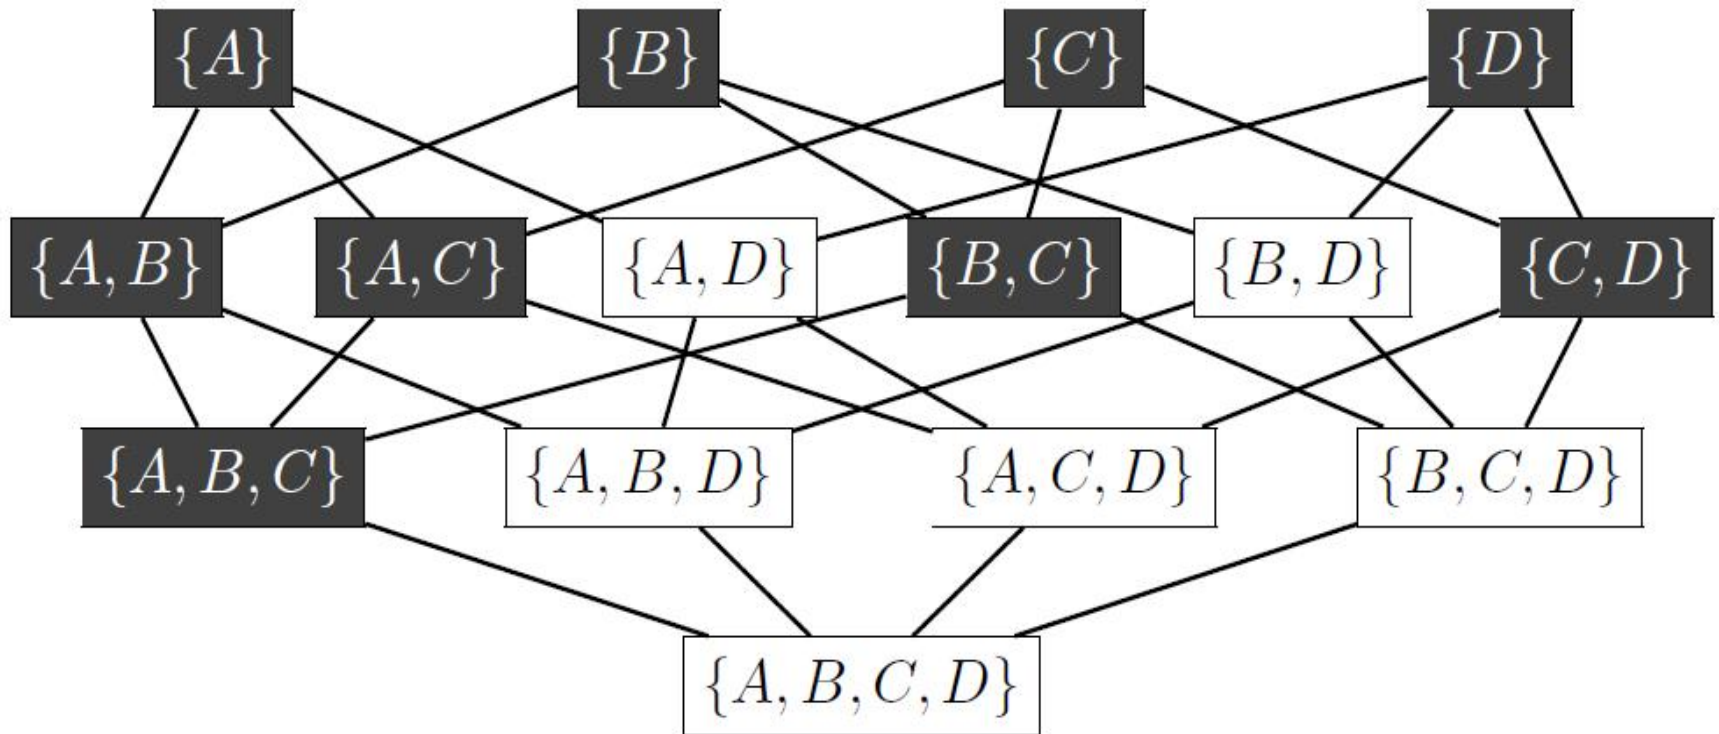 {A} {B} {C} {D}
{A, B} {A, C} {A, D} {B, C} {B, D} {C, D}
{A, B, C} {A, B, D} {A, C, D} {B, C, D}
{A, B, C, D}